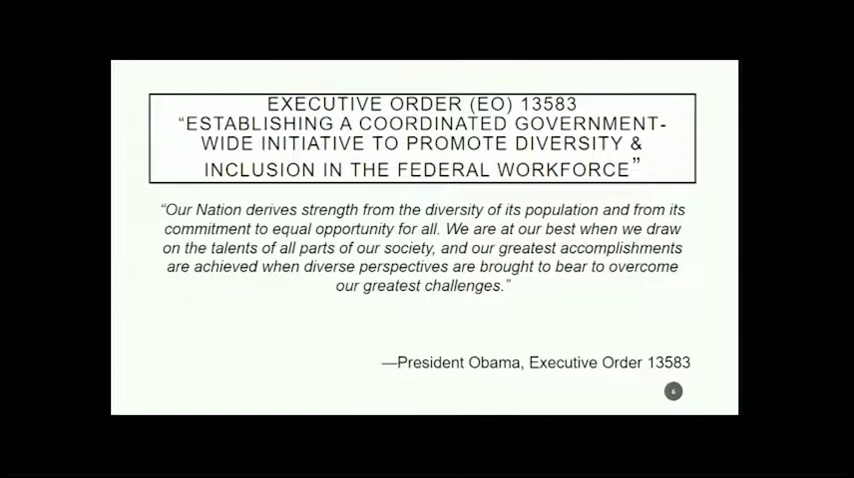 EXECUTIVE ORDER (EO) 13583
“ESTABLISHING A COORDINATED GOVERNMENT-
WIDE INITIATIVE TO PROMOTE DIVERSITY &
INCLUSION IN THE FEDERAL WORKFORCE”
“Our Nation derives strength from the diversity of its population and from its
commitment to equal opportunity for all. We are at our best when we draw
on the talents of all parts of our society, and our greatest accomplishments
are achieved when diverse perspectives are brought to bear to overcome
our greatest challenges.”
—President Obama, Executive Order 13583
6